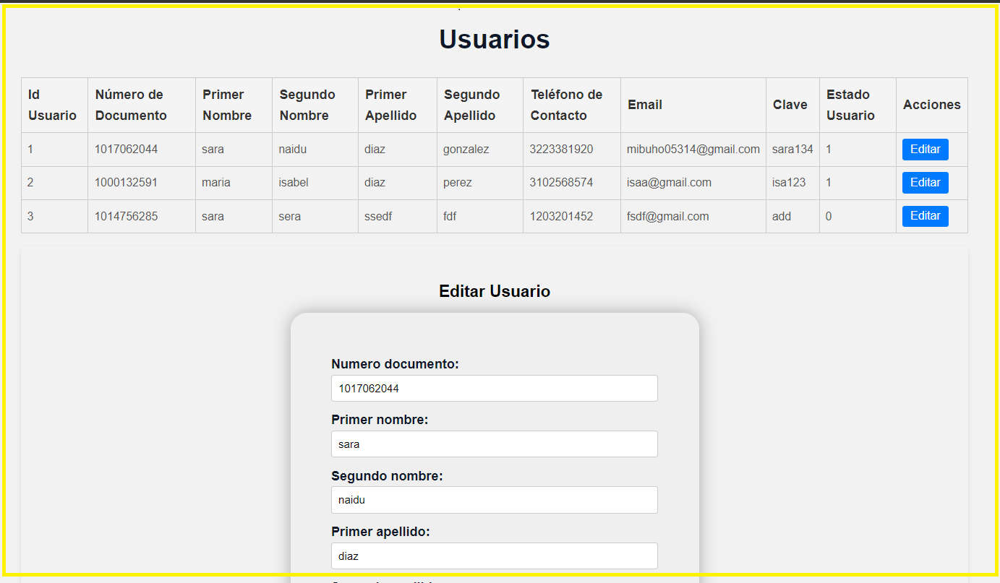 Usuarios
Id Usuario Número de Documento Primer Nombre Segundo Nombre Primer Apellido Segundo Apellido Teléfono de Contacto Email Clave Estado Usuario Acciones
1 1017062044 sara naidu diaz gonzalez 3223381920 mibuho05314@gmail.com sara134 1 Editar
2 1000132591 maria isabel diaz perez 3102568574 isaa@gmail.com isa123 1 Editar
3 1014756285 sara sera ssedf fdf 1203201452 fsdf@gmail.com add 0 Editar
Editar Usuario
Numero documento:
1017062044
Primer nombre:
sara
Segundo nombre:
naidu
Primer apellido:
diaz